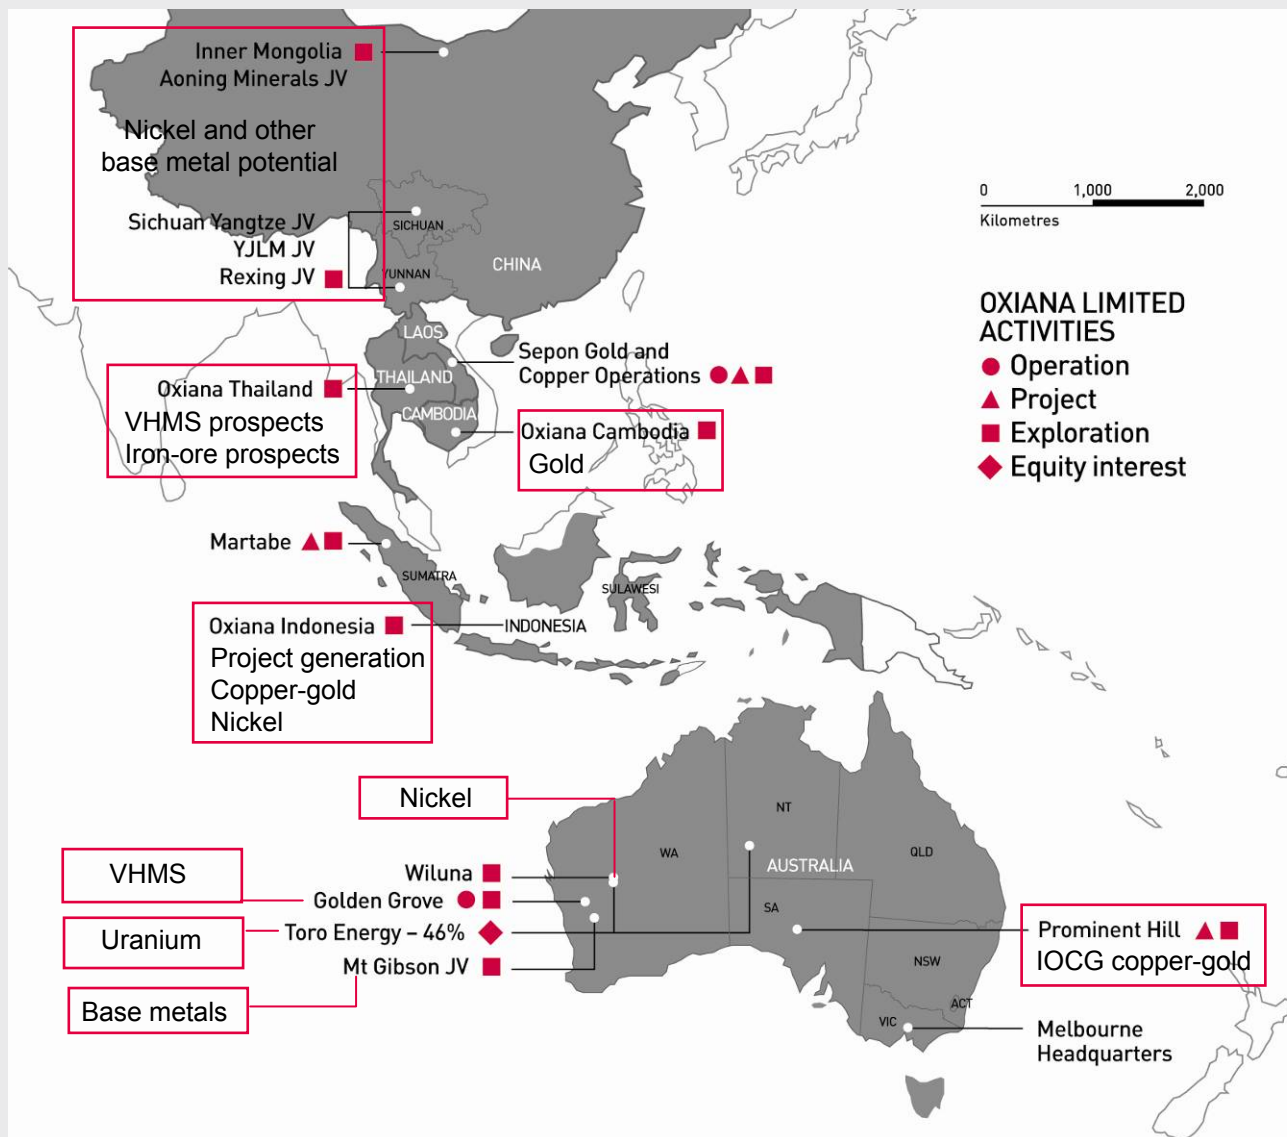 Inner Mongolia
Aoning Minerals JV
Nickel and other
base metal potential
Sichuan Yangtze JV
YJLM JV
Rexing JV
SICHUAN
YUNNAN
CHINA
0 1,000 2,000
Kilometres
OXIANA LIMITED
ACTIVITIES
Operation
Project
Exploration
Equity interest
LAOS
THAILAND
CAMBODIA
Sepon Gold and
Copper Operations
Oxiana Thailand
VHMS prospects
Iron-ore prospects
Oxiana Cambodia
Gold
Martabe
SUMATRA
SULAWESI
Oxiana Indonesia
INDONESIA
Project generation
Copper-gold
Nickel
Nickel
VHMS
Uranium
Base metals
Wiluna
Golden Grove
Toro Energy – 46%
Mt Gibson JV
WA
NT
AUSTRALIA
QLD
SA
NSW
ACT
VIC
Prominent Hill
IOCG copper-gold
Melbourne
Headquarters